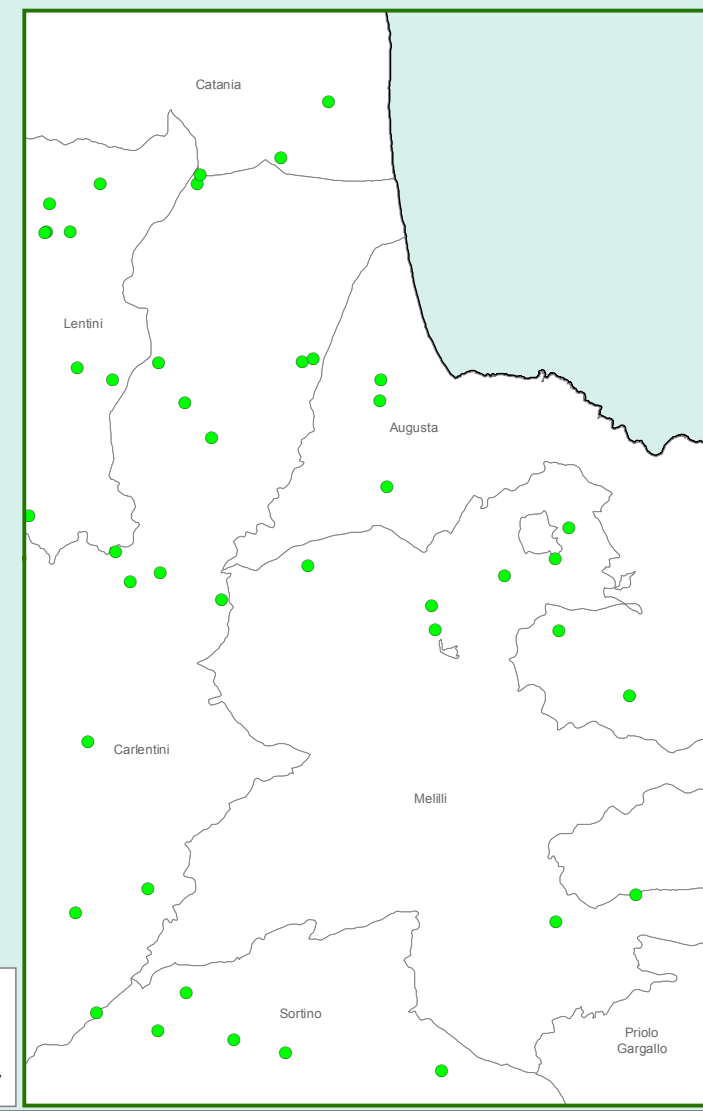 Catania
Lentini
Augusta
Carlentini
Melilli
Sortino
Priolo
Gargallo